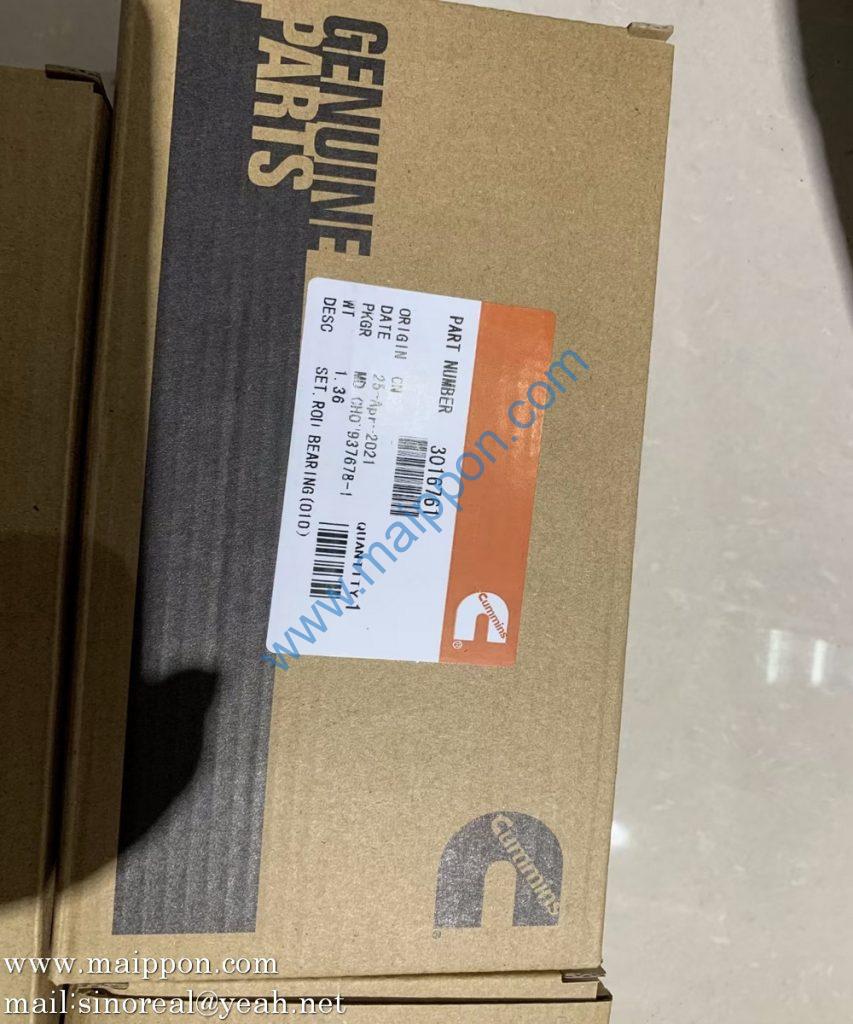 GENUINE
PARTS
PART NUMBER 3016761
ORIGIN CN
DATE 25-Apr-2021
PKGR MD CHO'937678-1
WT 1.36 QUANTITY 1
DESC SET.ROD BEARING(010)
Cummins
®
Cummins
®
www.maippon.com
www.maippon.com
mail:sinoreal@yeah.net